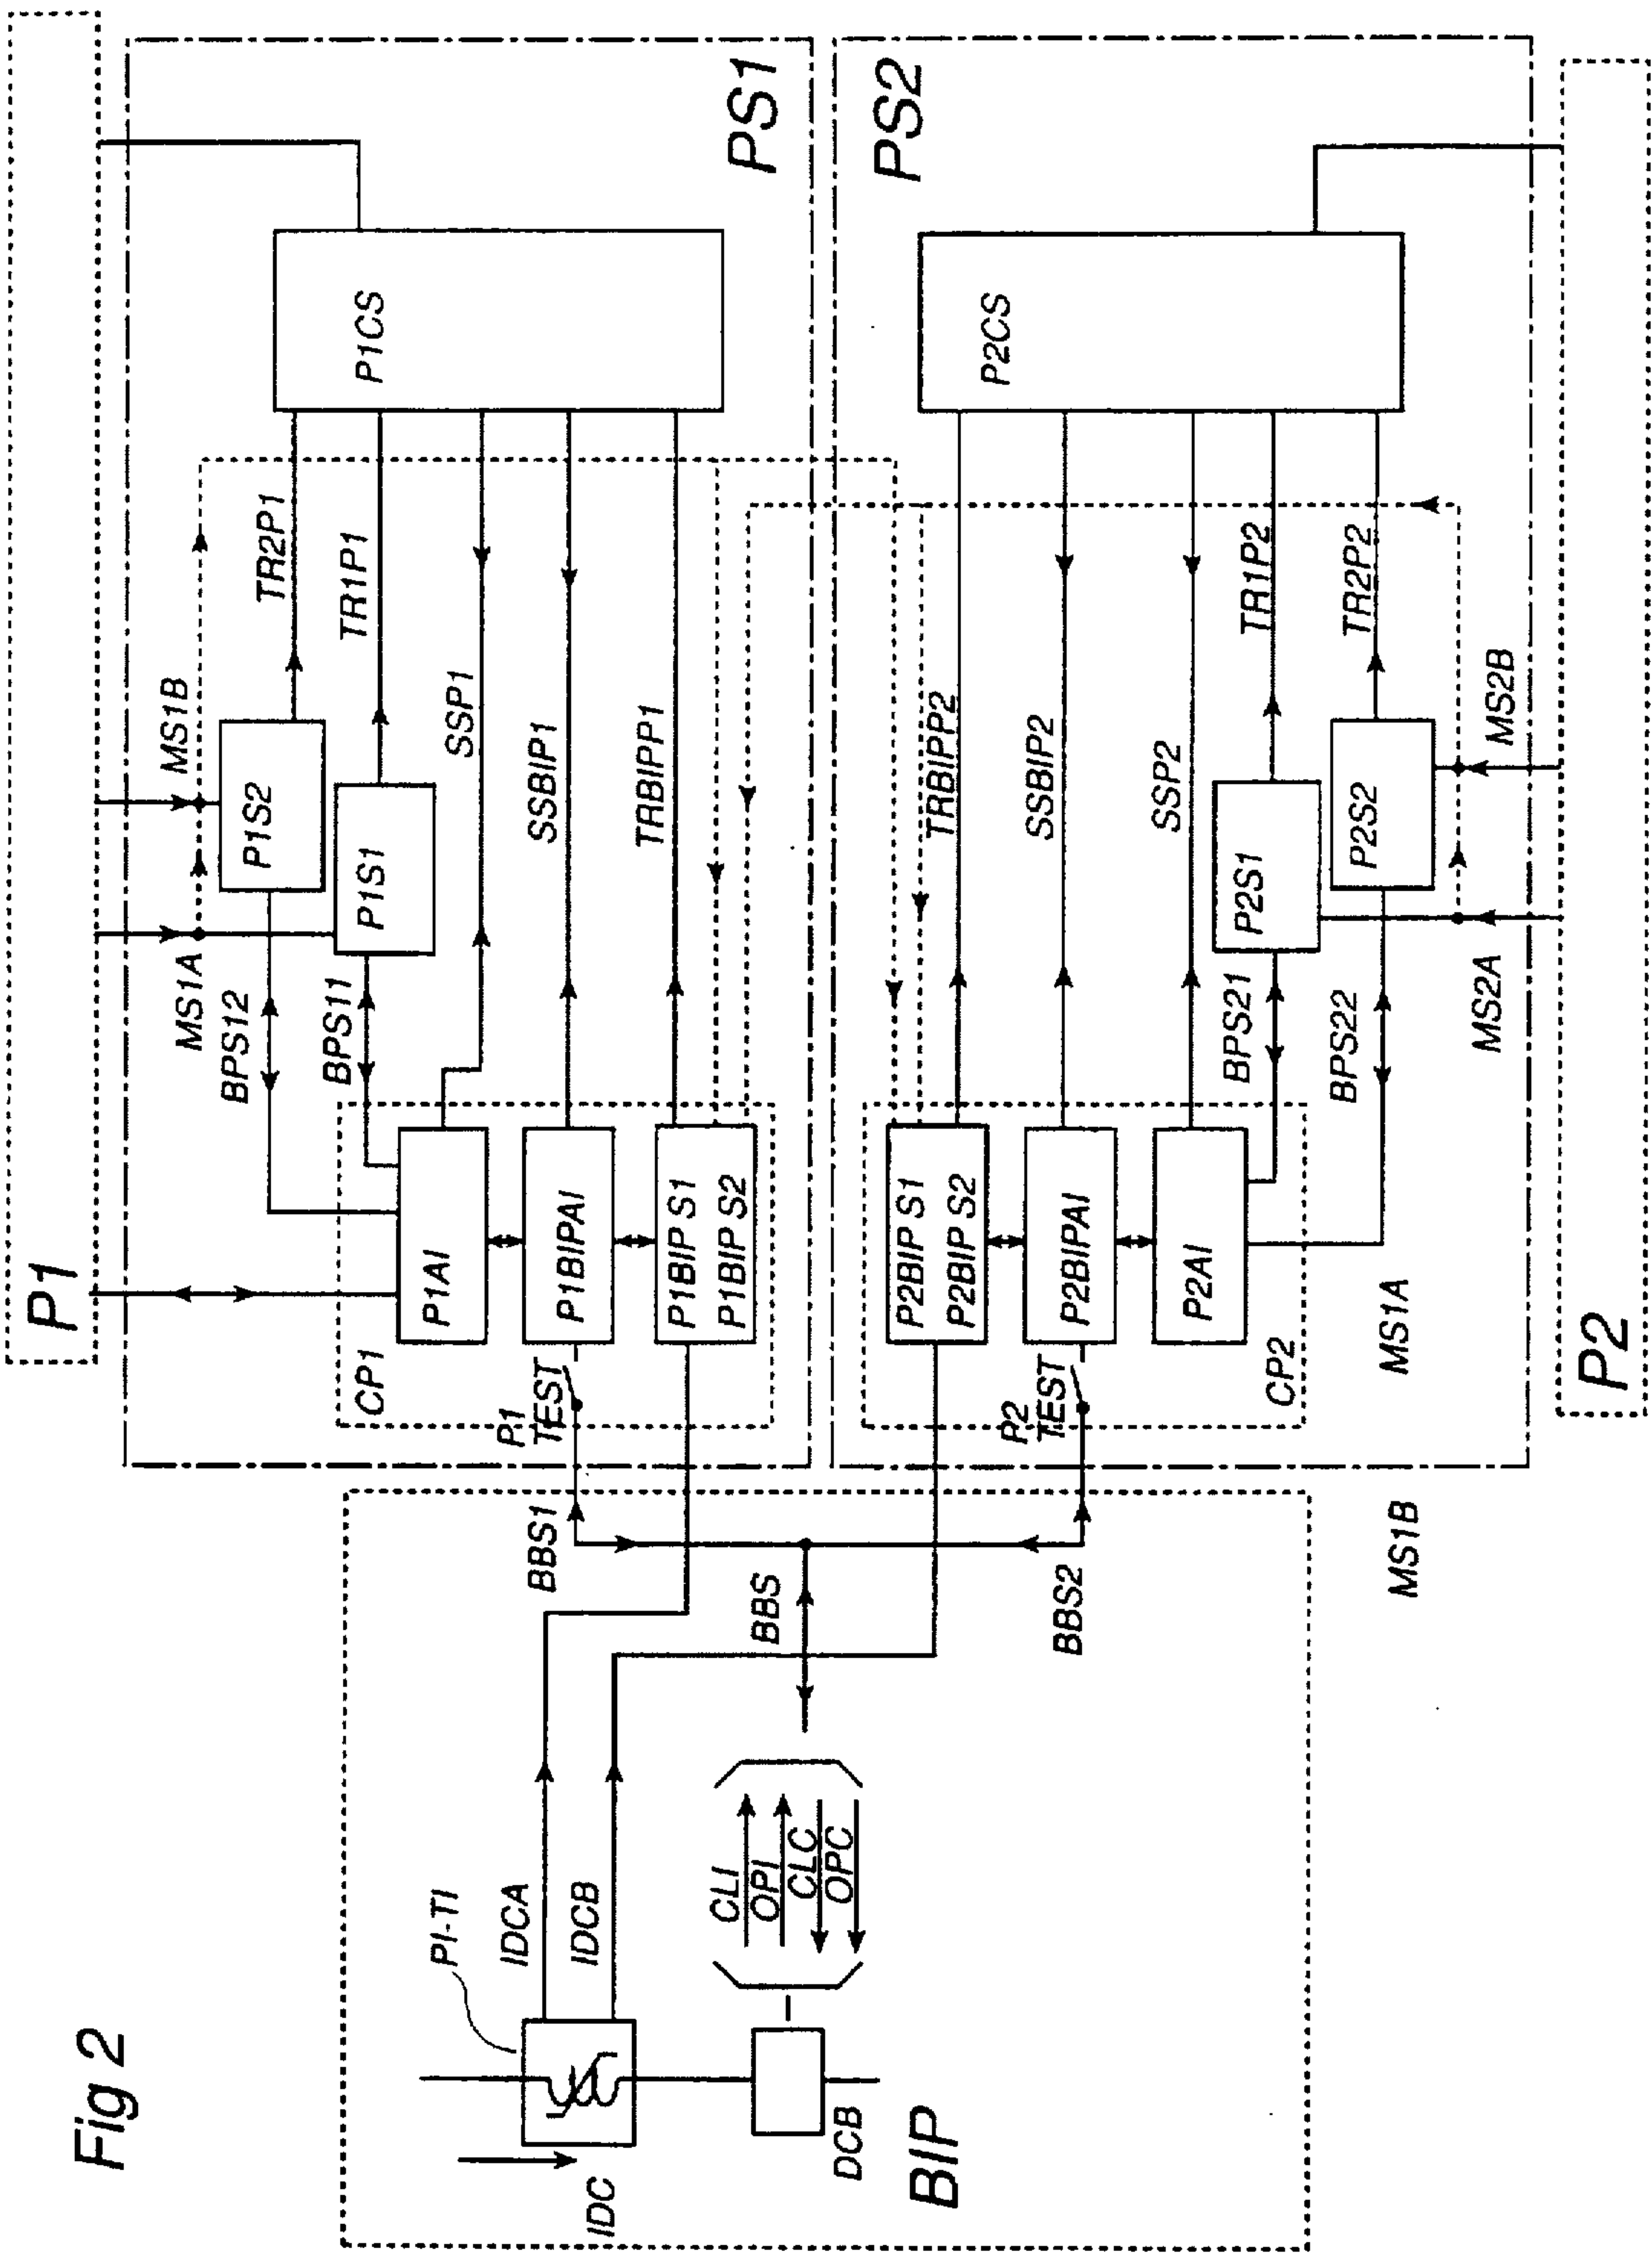 Fig 2
P1
PS1
MS1A
MS1B
BPS12
P1S2
TR2P1
BPS11
P1S1
TR1P1
P1CS
CP1
P1AI
SSP1
P1
TEST
P1BIPAI
SSBIP1
P1BIP S1
P1BIP S2
TRBIPP1
PI-TI
IDCA
IDCB
IDC
BBS1
BBS
BBS2
CLI
OPI
CLC
OPC
DCB
BIP
PS2
P2BIP S1
P2BIP S2
TRBIPP2
P2
TEST
P2BIPAI
SSBIP2
P2CS
CP2
P2AI
SSP2
BPS21
P2S1
TR1P2
BPS22
P2S2
TR2P2
MS1B
MS1A
MS2A
MS2B
P2